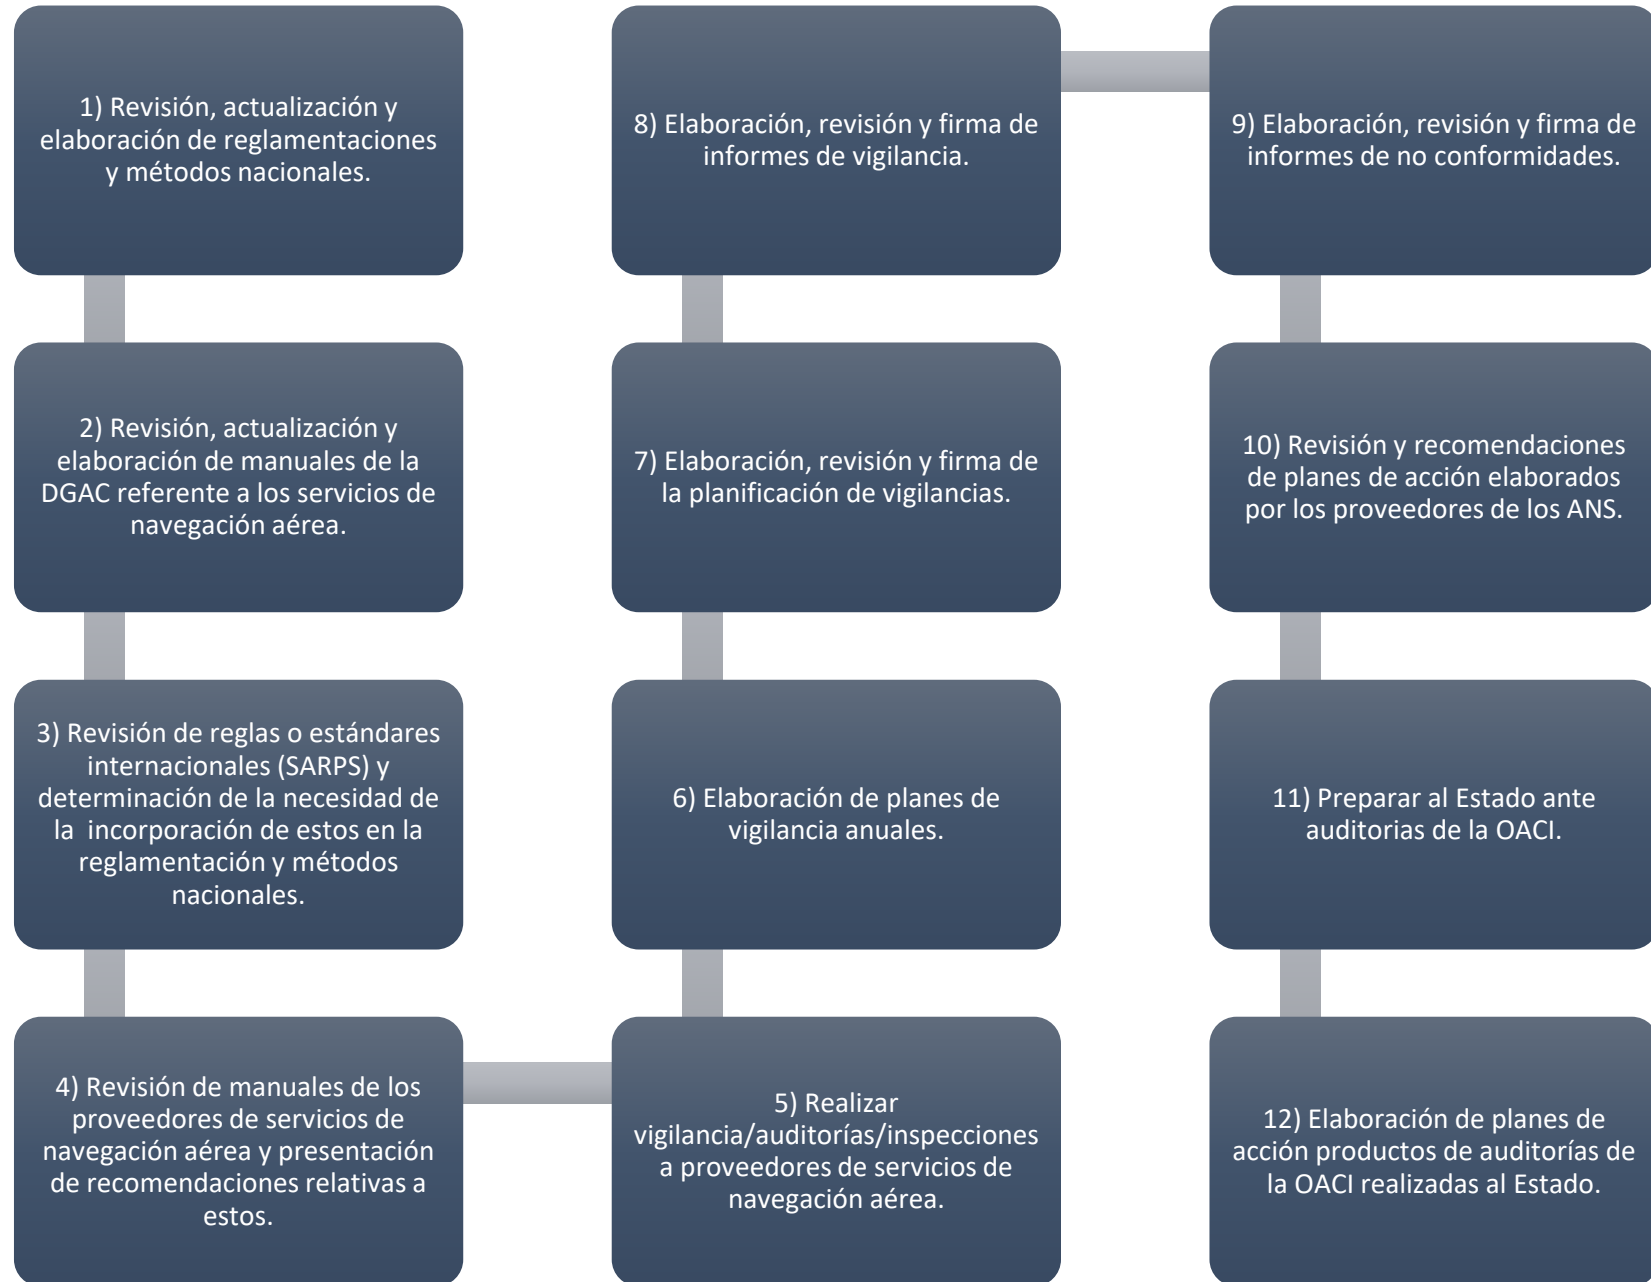 1) Revisión, actualización y
elaboración de reglamentaciones
y métodos nacionales.
2) Revisión, actualización y
elaboración de manuales de la
DGAC referente a los servicios de
navegación aérea.
3) Revisión de reglas o estándares
internacionales (SARPS) y
determinación de la necesidad de
la  incorporación de estos en la
reglamentación y métodos
nacionales.
4) Revisión de manuales de los
proveedores de servicios de
navegación aérea y presentación
de recomendaciones relativas a
estos.
5) Realizar
vigilancia/auditorías/inspecciones
a proveedores de servicios de
navegación aérea.
6) Elaboración de planes de
vigilancia anuales.
7) Elaboración, revisión y firma de
la planificación de vigilancias.
8) Elaboración, revisión y firma de
informes de vigilancia.
9) Elaboración, revisión y firma de
informes de no conformidades.
10) Revisión y recomendaciones
de planes de acción elaborados
por los proveedores de los ANS.
11) Preparar al Estado ante
auditorias de la OACI.
12) Elaboración de planes de
acción productos de auditorías de
la OACI realizadas al Estado.